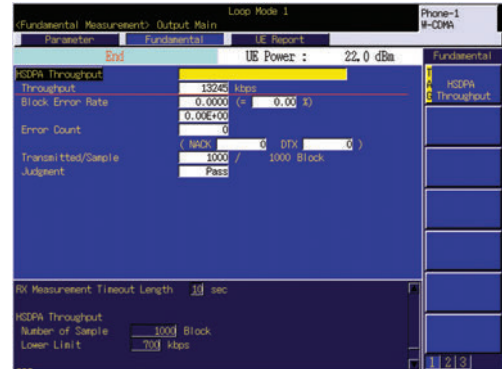 Loop Mode 1
Phone-1
<Fundamental Measurement> Output Main
W-CDMA
Parameter Fundamental UE Report
End UE Power : 22.0 dBm Fundamental
HSDPA Throughput
TAG HSDPA Throughput
Throughput 13245 kbps
Block Error Rate 0.0000 (= 0.00 %)
0.00E+00
Error Count 0
( NACK 0 DTX 0 )
Transmitted/Sample 1000 / 1000 Block
Judgment Pass
RX Measurement Timeout Length 10 sec
HSDPA Throughput
Number of Sample 1000 Block
Lower Limit 700 kbps
1 2 3